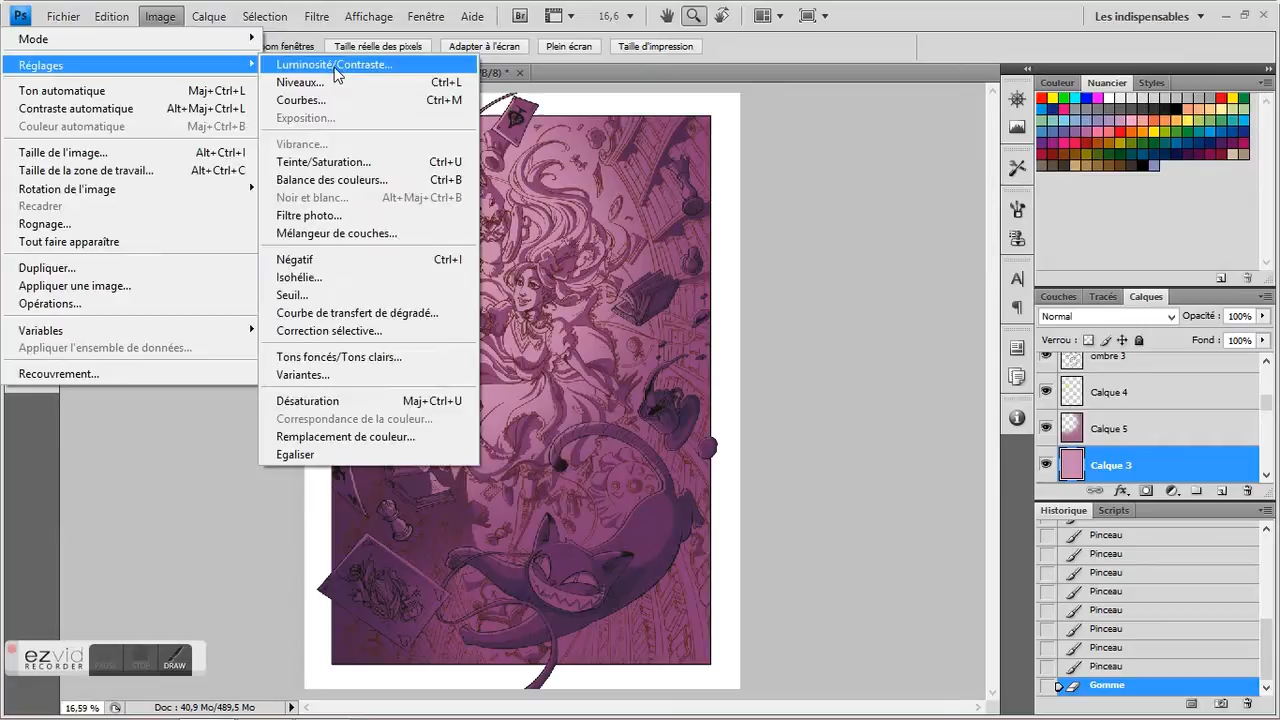 Ps Fichier Edition Image Calque Sélection Filtre Affichage Fenêtre Aide Br 16,6 Les indispensables
om fenêtres Taille réelle des pixels Adapter à l'écran Plein écran Taille d'impression
Mode
Réglages
Ton automatique Maj+Ctrl+L
Contraste automatique Alt+Maj+Ctrl+L
Couleur automatique Maj+Ctrl+B
Taille de l'image... Alt+Ctrl+I
Taille de la zone de travail... Alt+Ctrl+C
Rotation de l'image
Recadrer
Rognage...
Tout faire apparaître
Dupliquer...
Appliquer une image...
Opérations...
Variables
Appliquer l'ensemble de données...
Recouvrement...
Luminosité/Contraste...
Niveaux... Ctrl+L
Courbes... Ctrl+M
Exposition...
Vibrance...
Teinte/Saturation... Ctrl+U
Balance des couleurs... Ctrl+B
Noir et blanc... Alt+Maj+Ctrl+B
Filtre photo...
Mélangeur de couches...
Négatif Ctrl+I
Isohélie...
Seuil...
Courbe de transfert de dégradé...
Correction sélective...
Tons foncés/Tons clairs...
Variantes...
Désaturation Maj+Ctrl+U
Correspondance de la couleur...
Remplacement de couleur...
Egaliser
/8) *
Couleur Nuancier Styles
Couches Tracés Calques
Normal Opacité : 100%
Verrou : Fond : 100%
ombre 3
Calque 4
Calque 5
Calque 3
fx
Historique Scripts
Pinceau
Pinceau
Pinceau
Pinceau
Pinceau
Pinceau
Pinceau
Pinceau
Gomme
ezvid
RECORDER
PAUSE STOP DRAW
16,59 % Doc : 40,9 Mo/489,5 Mo